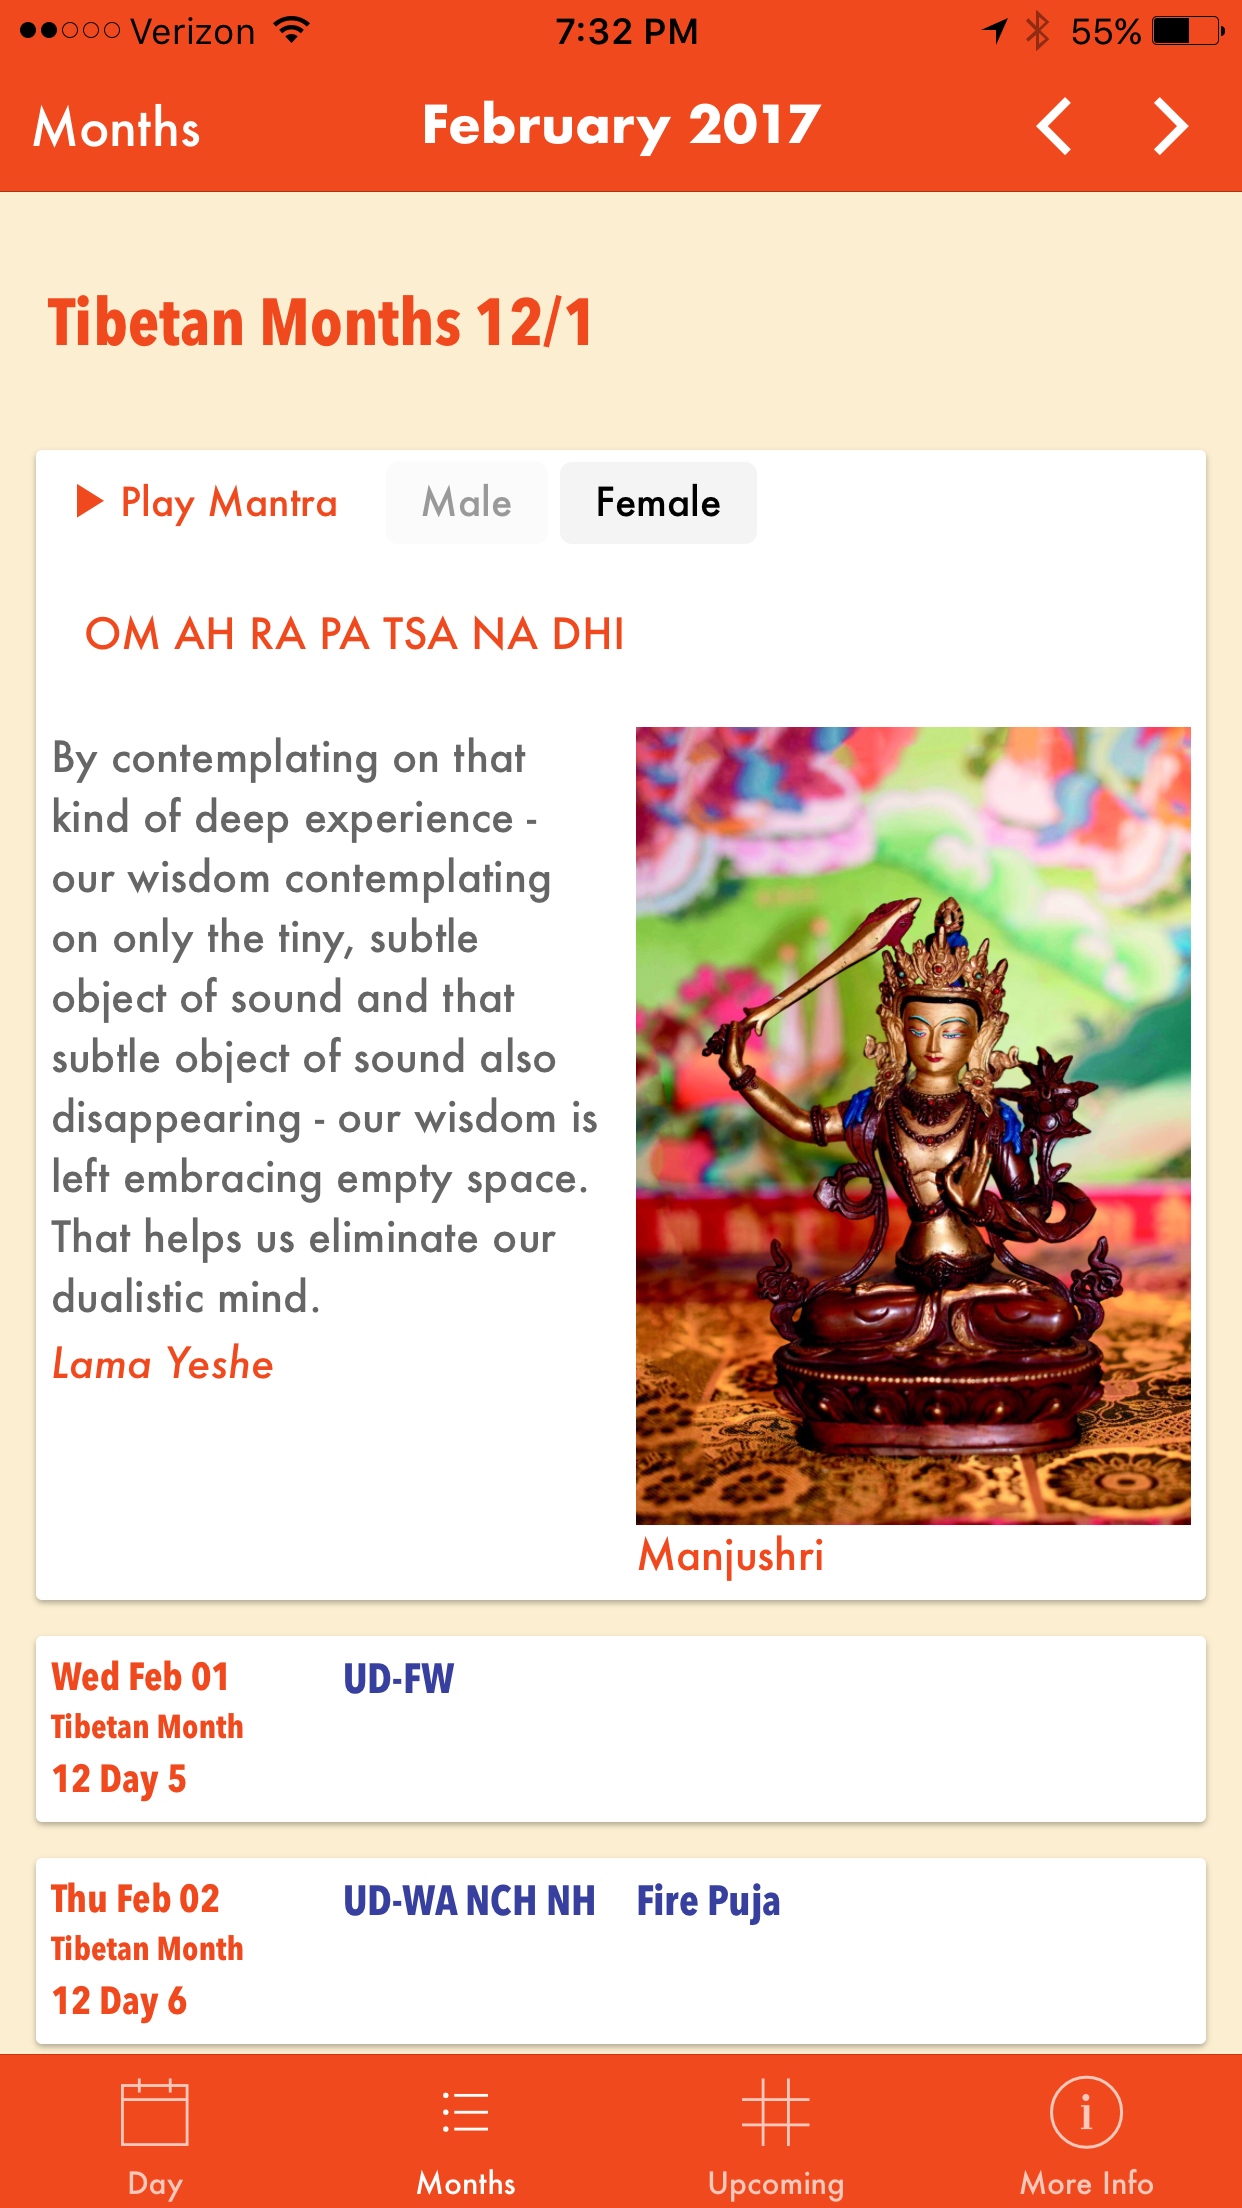 Verizon 7:32 PM 55%
Months February 2017
Tibetan Months 12/1
Play Mantra Male Female
OM AH RA PA TSA NA DHI
By contemplating on that
kind of deep experience -
our wisdom contemplating
on only the tiny, subtle
object of sound and that
subtle object of sound also
disappearing - our wisdom is
left embracing empty space.
That helps us eliminate our
dualistic mind.
Lama Yeshe
Manjushri
Wed Feb 01 UD-FW
Tibetan Month
12 Day 5
Thu Feb 02 UD-WA NCH NH Fire Puja
Tibetan Month
12 Day 6
Day Months Upcoming More Info